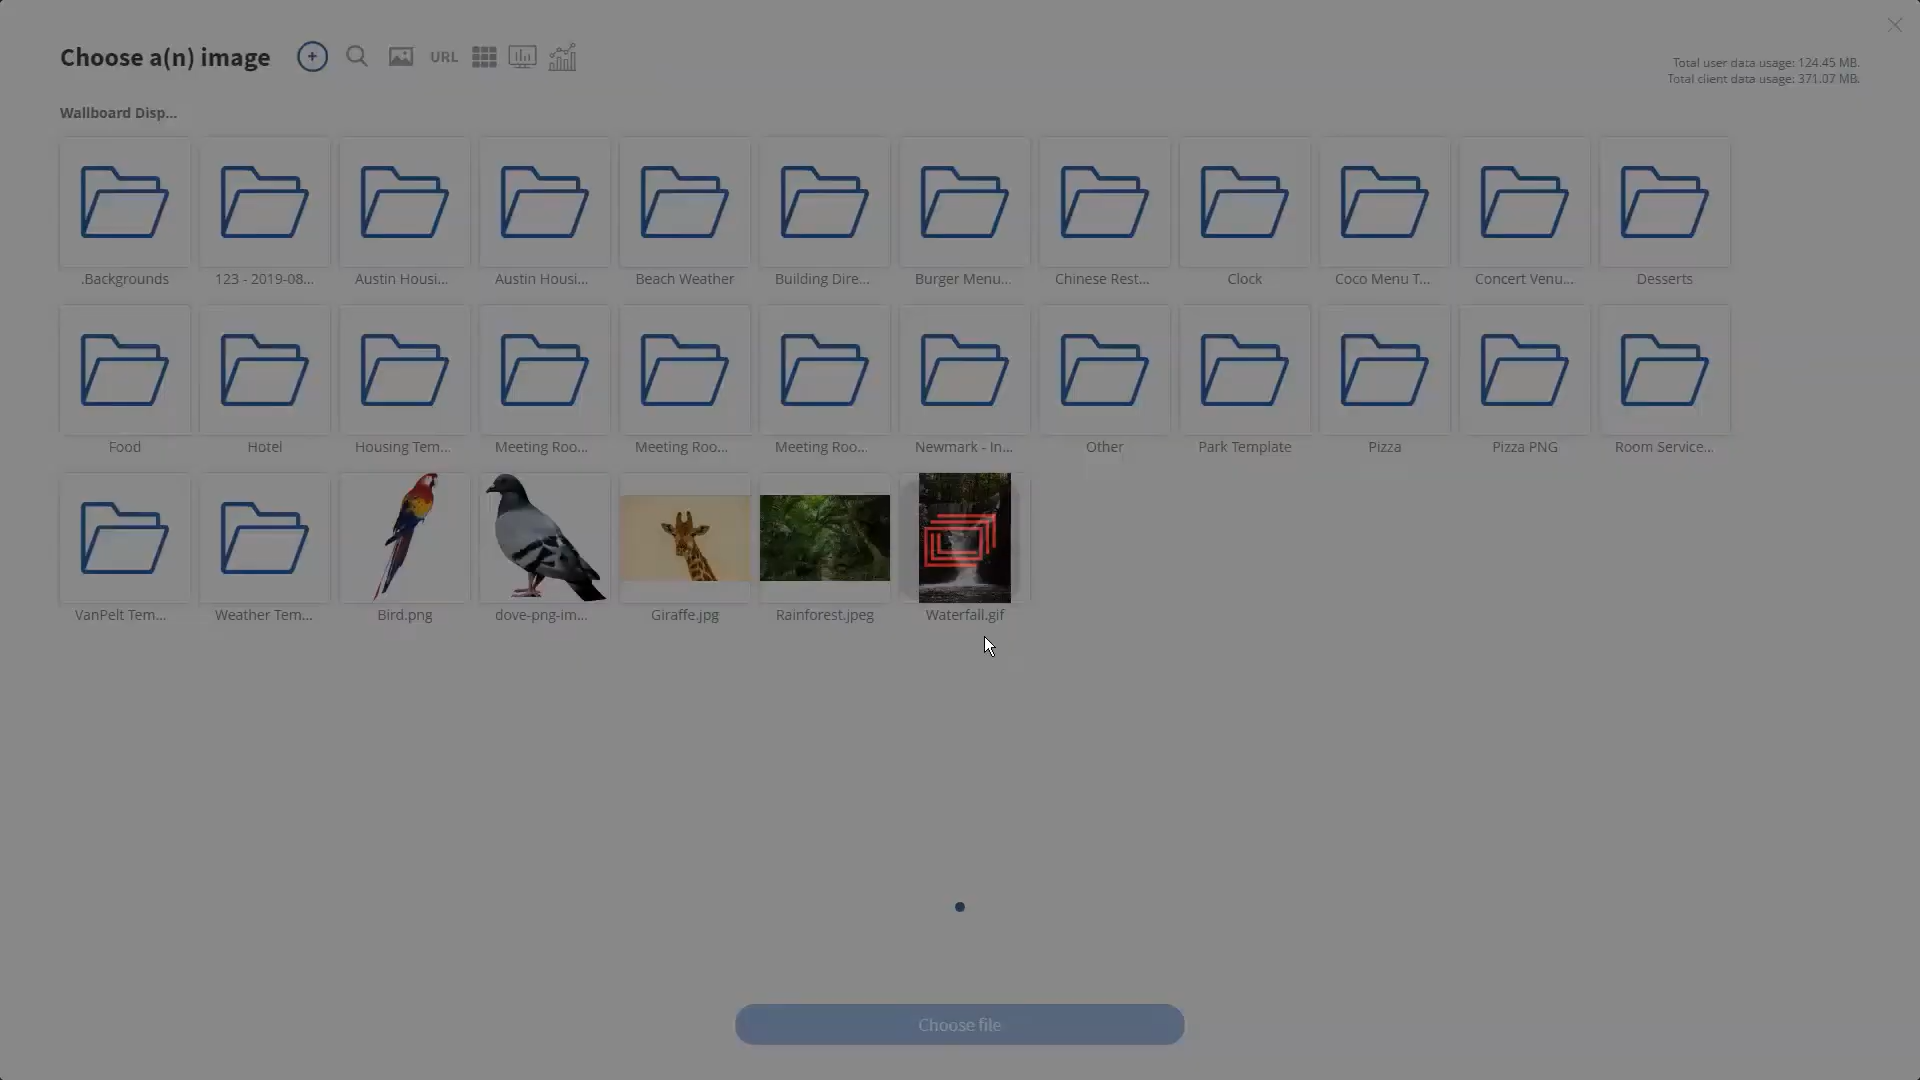 Choose a(n) image
URL
Total user data usage: 124.45 MB.
Total client data usage: 371.07 MB.
Wallboard Disp...
.Backgrounds
123 - 2019-08...
Austin Housi...
Austin Housi...
Beach Weather
Building Dire...
Burger Menu...
Chinese Rest...
Clock
Coco Menu T...
Concert Venu...
Desserts
Food
Hotel
Housing Tem...
Meeting Roo...
Meeting Roo...
Meeting Roo...
Newmark - In...
Other
Park Template
Pizza
Pizza PNG
Room Service...
VanPelt Tem...
Weather Tem...
Bird.png
dove-png-im...
Giraffe.jpg
Rainforest.jpeg
Waterfall.gif
Choose file